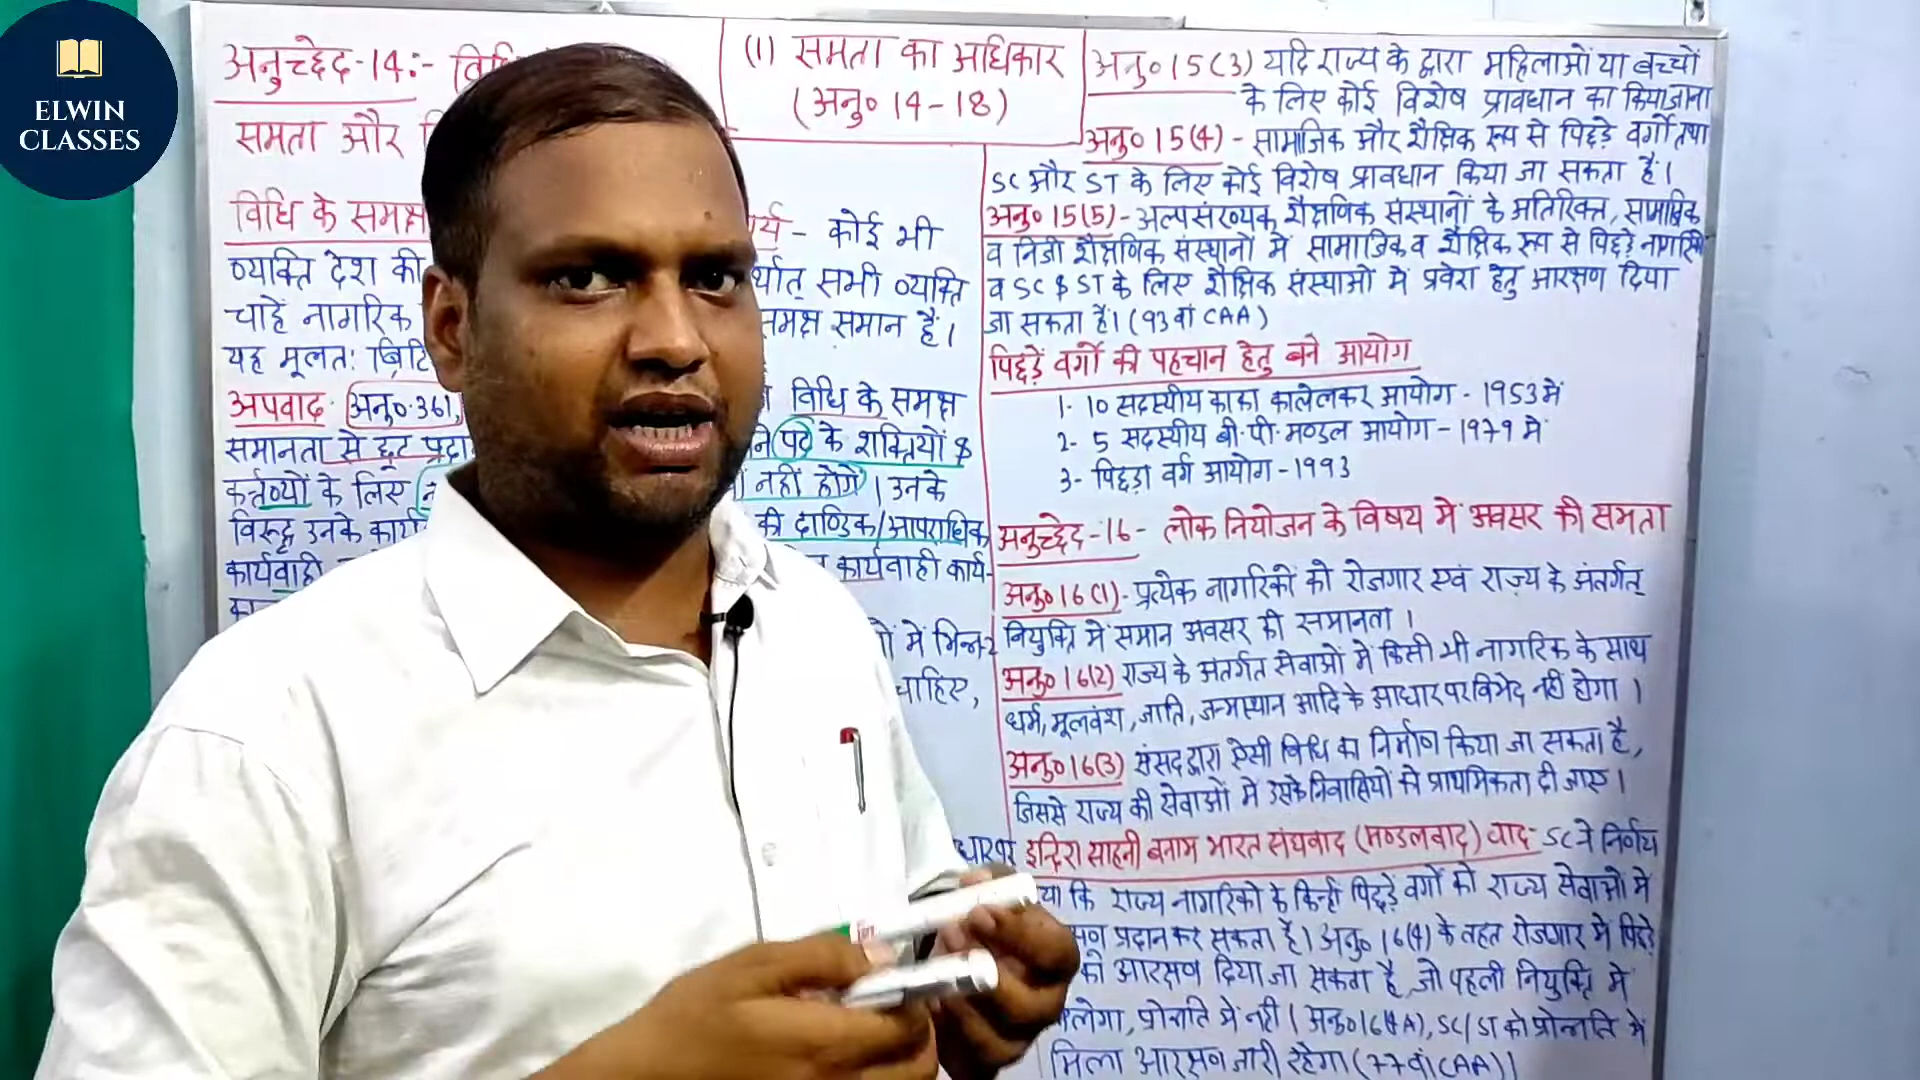 ELWIN
CLASSES
अनुच्छेद-14:- 
समता और
विधि के समक्ष
कोई भी
व्यक्ति देश की
सभी व्यक्ति
चाहे नागरिक
समक्ष समान हैं।
यह मूलतः
अपवाद अनु०361,
विधि के समक्ष
समानता से छूट
पद के शक्तियों $
कर्तव्यों के लिए
नहीं होगें। उनके
विरूद्ध उनके
की दाण्डिक/आपराधिक
कार्यवाही
कार्यवाही कार्य-
में भिन्न-2
चाहिए,
(1) समता का अधिकार
(अनु० 14-18)
अनु०15(3) यदि राज्य के द्वारा महिलाओं या बच्चों
के लिए कोई विशेष प्रावधान का किया जाना
अनु० 15(4) - सामाजिक और शैक्षिक रूप से पिछड़े वर्गों तथा
SC और ST के लिए कोई विशेष प्रावधान किया जा सकता है।
अनु० 15(5) - अल्पसंख्यक शैक्षणिक संस्थानों के अतिरिक्त, सामाजिक
व निजी शैक्षणिक संस्थानों में सामाजिक व शैक्षिक रूप से पिछड़े नागरिकों
व SC $ ST के लिए शैक्षिक संस्थाओं में प्रवेश हेतु आरक्षण दिया
जा सकता है। (93वां CAA)
पिछड़ें वर्गों की पहचान हेतु बने आयोग
1- 10 सदस्यीय काका कालेलकर आयोग - 1953 में
2- 5 सदस्यीय बी.पी. मण्डल आयोग - 1979 में
3- पिछड़ा वर्ग आयोग - 1993
अनुच्छेद-16- लोक नियोजन के विषय में अवसर की समता
अनु० 16(1)- प्रत्येक नागरिकों को रोजगार एवं राज्य के अंतर्गत्
नियुक्ति में समान अवसर की समानता।
अनु० 16(2) राज्य के अंतर्गत सेवाओं में किसी भी नागरिक के साथ
धर्म, मूलवंश, जाति, जन्मस्थान आदि के आधार पर विभेद नहीं होगा।
अनु० 16(3) संसद द्वारा ऐसी विधि का निर्माण किया जा सकता है,
जिससे राज्य की सेवाओं में उसके निवासियों को प्राथमिकता दी जाए।
इन्दिरा साहनी बनाम भारत संघवाद (मण्डलवाद) वाद- SC ने निर्णय
कि राज्य नागरिकों के किन्हीं पिछड़े वर्गों को राज्य सेवाओं में
प्रदान कर सकता है। अनु० 16(4) के तहत रोजगार में पिछड़े
को आरक्षण दिया जा सकता है, जो पहली नियुक्ति में
प्रोन्नति में नहीं। अनु०16(4A), SC/ST को प्रोन्नति में
मिला आरक्षण जारी रहेगा (77वां CAA)।